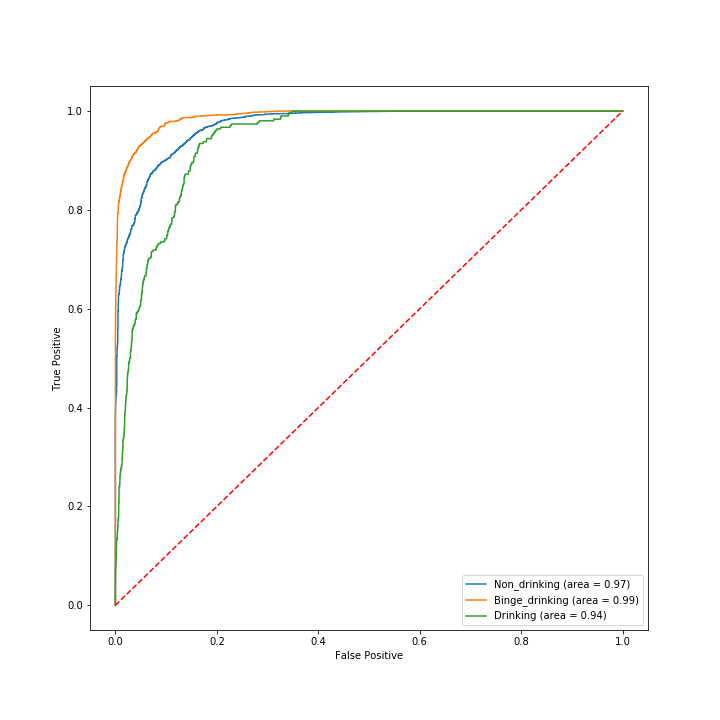 1.0
0.8
0.6
0.4
0.2
0.0
True Positive
0.0 0.2 0.4 0.6 0.8 1.0
False Positive
Non_drinking (area = 0.97)
Binge_drinking (area = 0.99)
Drinking (area = 0.94)